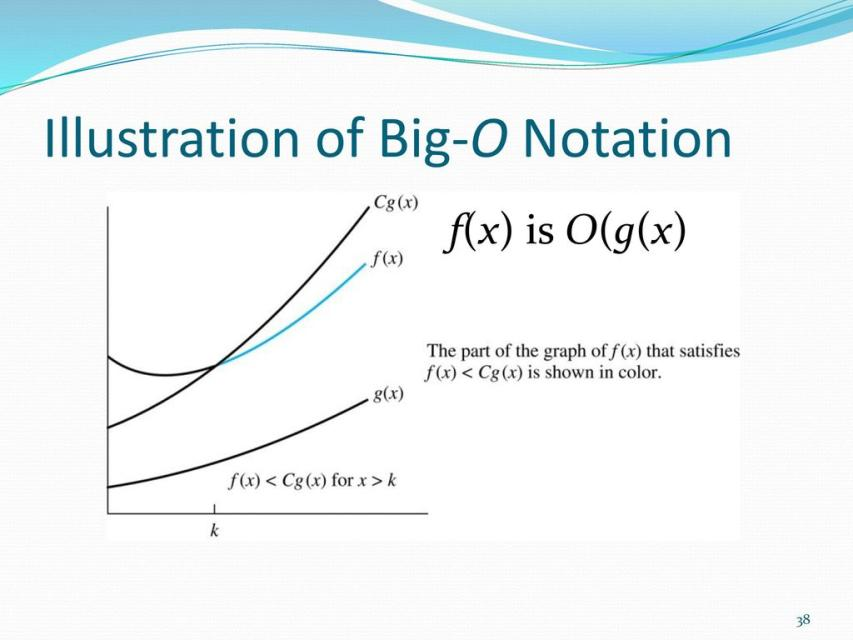 Illustration of Big-O Notation
Cg(x)
f(x) is O(g(x)
f(x)
The part of the graph of f(x) that satisfies
f(x) < Cg(x) is shown in color.
g(x)
f(x) < Cg(x) for x > k
k
38